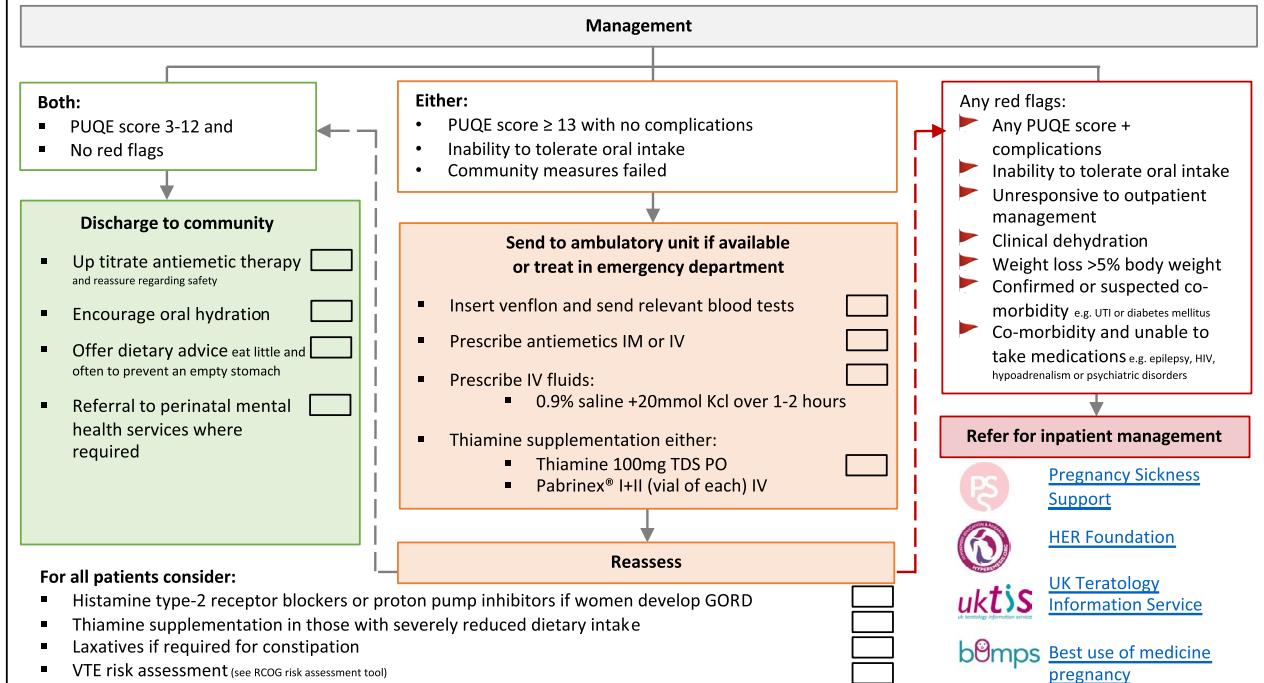 Management
Both:
▪ PUQE score 3-12 and
▪ No red flags
Discharge to community
▪ Up titrate antiemetic therapy
and reassure regarding safety
▪ Encourage oral hydration
▪ Offer dietary advice eat little and
often to prevent an empty stomach
▪ Referral to perinatal mental
health services where
required
Either:
• PUQE score ≥ 13 with no complications
• Inability to tolerate oral intake
• Community measures failed
Send to ambulatory unit if available
or treat in emergency department
▪ Insert venflon and send relevant blood tests
▪ Prescribe antiemetics IM or IV
▪ Prescribe IV fluids:
▪ 0.9% saline +20mmol Kcl over 1-2 hours
▪ Thiamine supplementation either:
▪ Thiamine 100mg TDS PO
▪ Pabrinex® I+II (vial of each) IV
Reassess
Any red flags:
Any PUQE score +
complications
Inability to tolerate oral intake
Unresponsive to outpatient
management
Clinical dehydration
Weight loss >5% body weight
Confirmed or suspected co-
morbidity e.g. UTI or diabetes mellitus
Co-morbidity and unable to
take medications e.g. epilepsy, HIV,
hypoadrenalism or psychiatric disorders
Refer for inpatient management
PS
Pregnancy Sickness
Support
HER Foundation
uktis
uk teratology information service
UK Teratology
Information Service
bumps
Best use of medicine
pregnancy
For all patients consider:
▪ Histamine type-2 receptor blockers or proton pump inhibitors if women develop GORD
▪ Thiamine supplementation in those with severely reduced dietary intake
▪ Laxatives if required for constipation
▪ VTE risk assessment (see RCOG risk assessment tool)